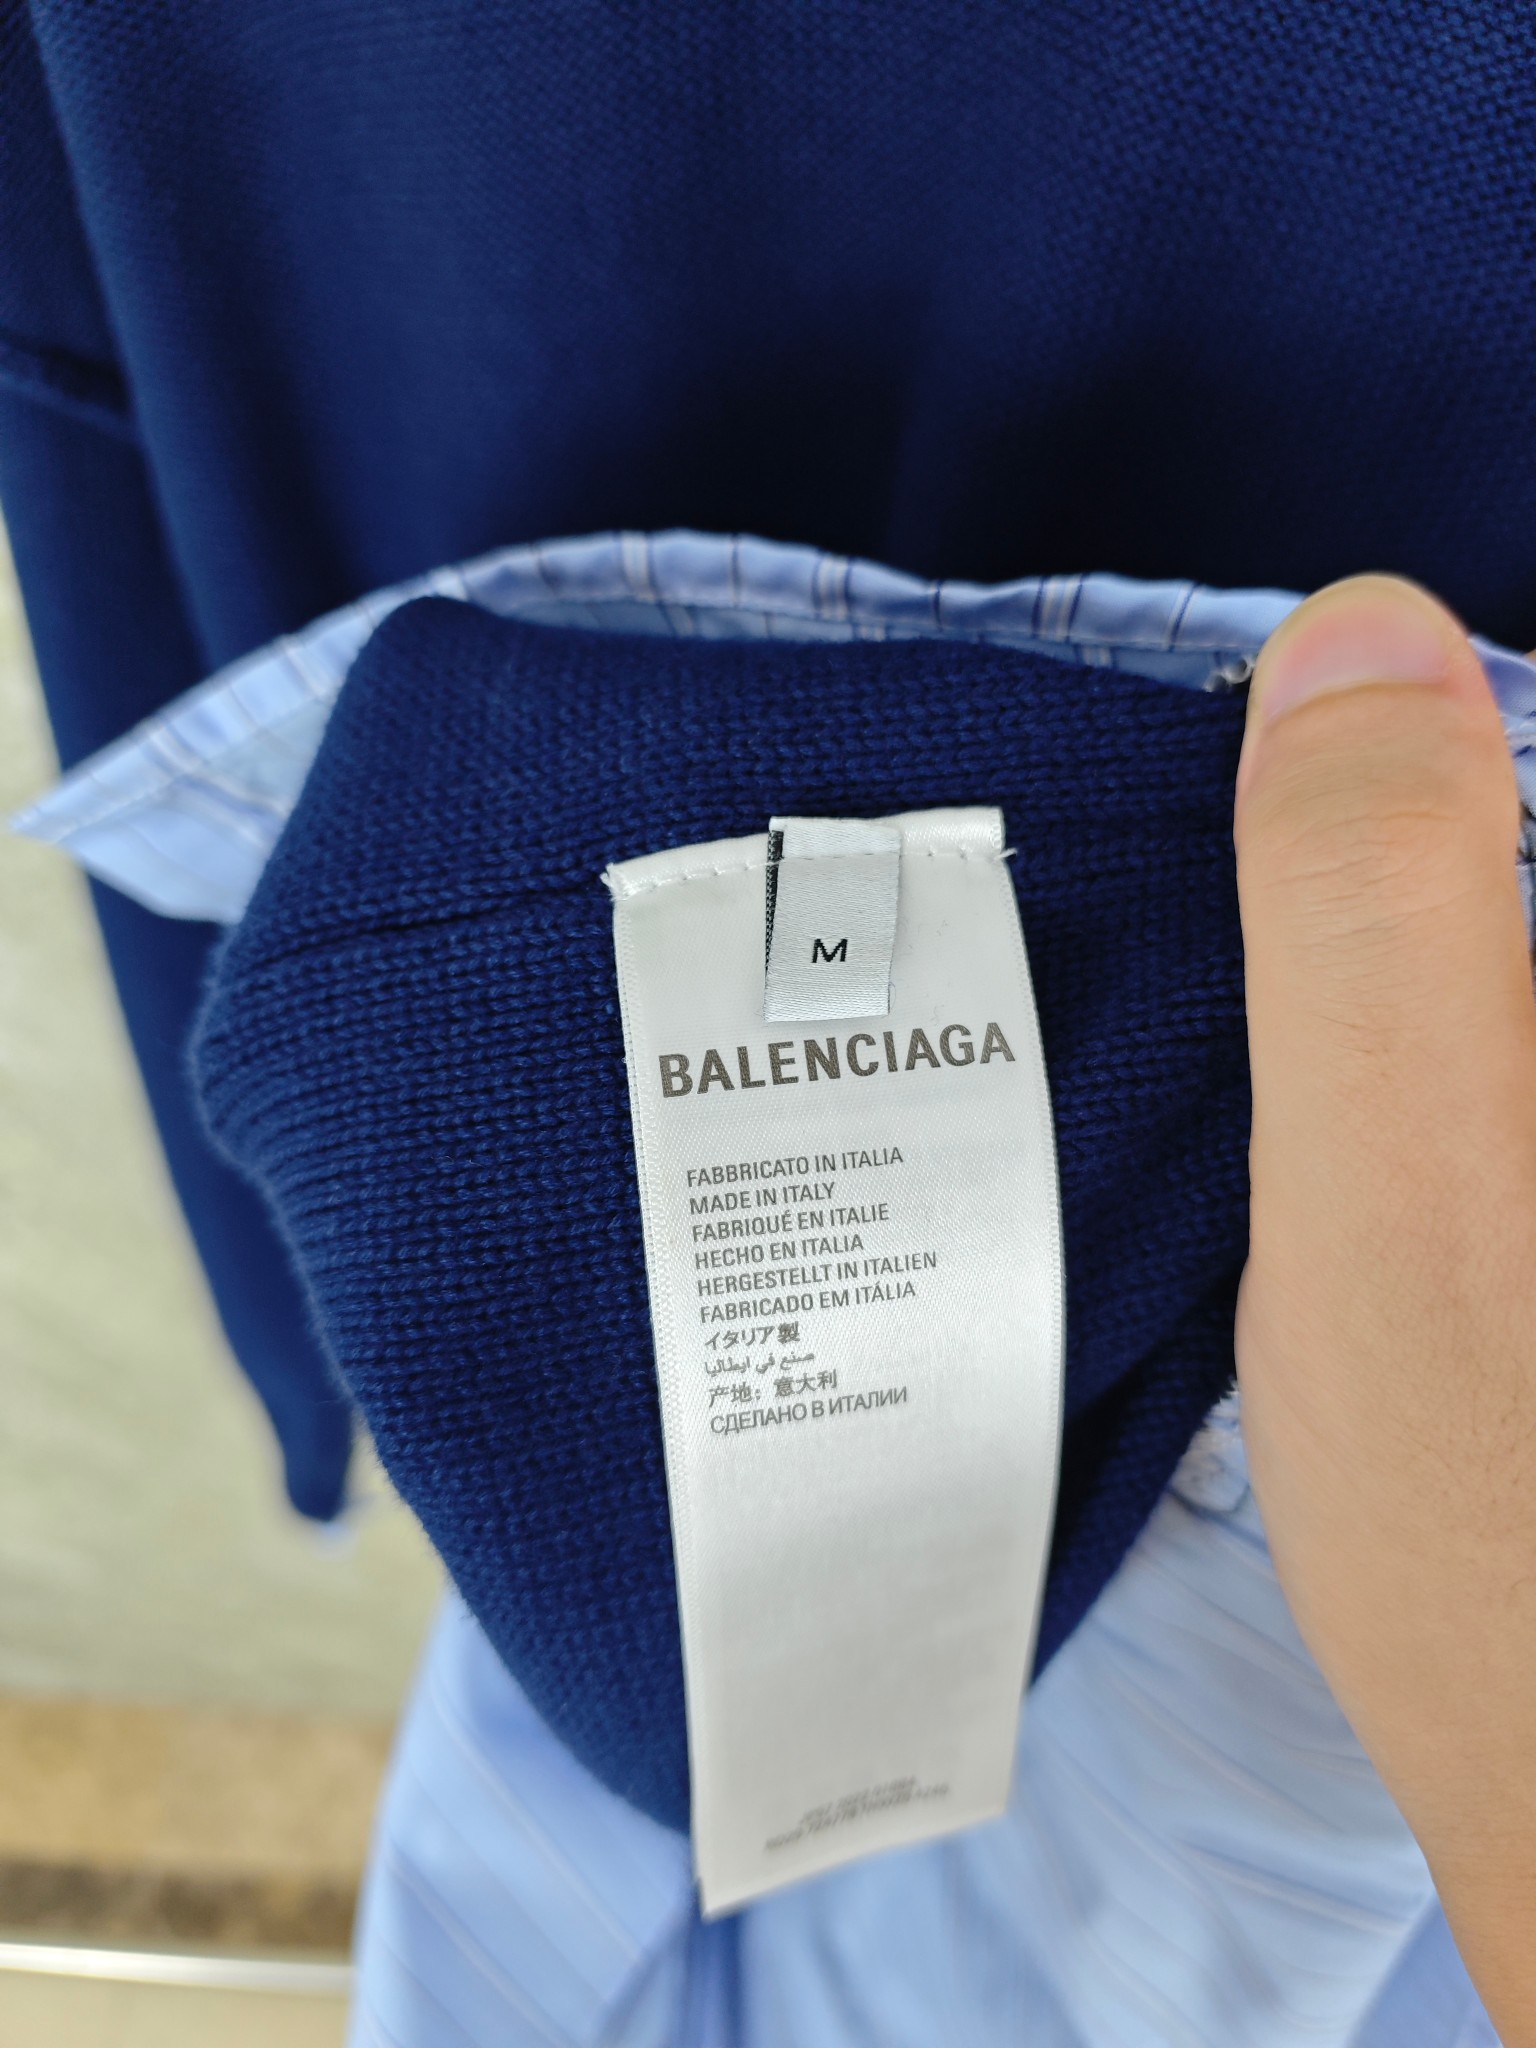 M
BALENCIAGA
FABBRICATO IN ITALIA
MADE IN ITALY
FABRIQUÉ EN ITALIE
HECHO EN ITALIA
HERGESTELLT IN ITALIEN
FABRICADO EM ITÁLIA
イタリア製
صنع في ايطاليا
产地：意大利
СДЕЛАНО В ИТАЛИИ